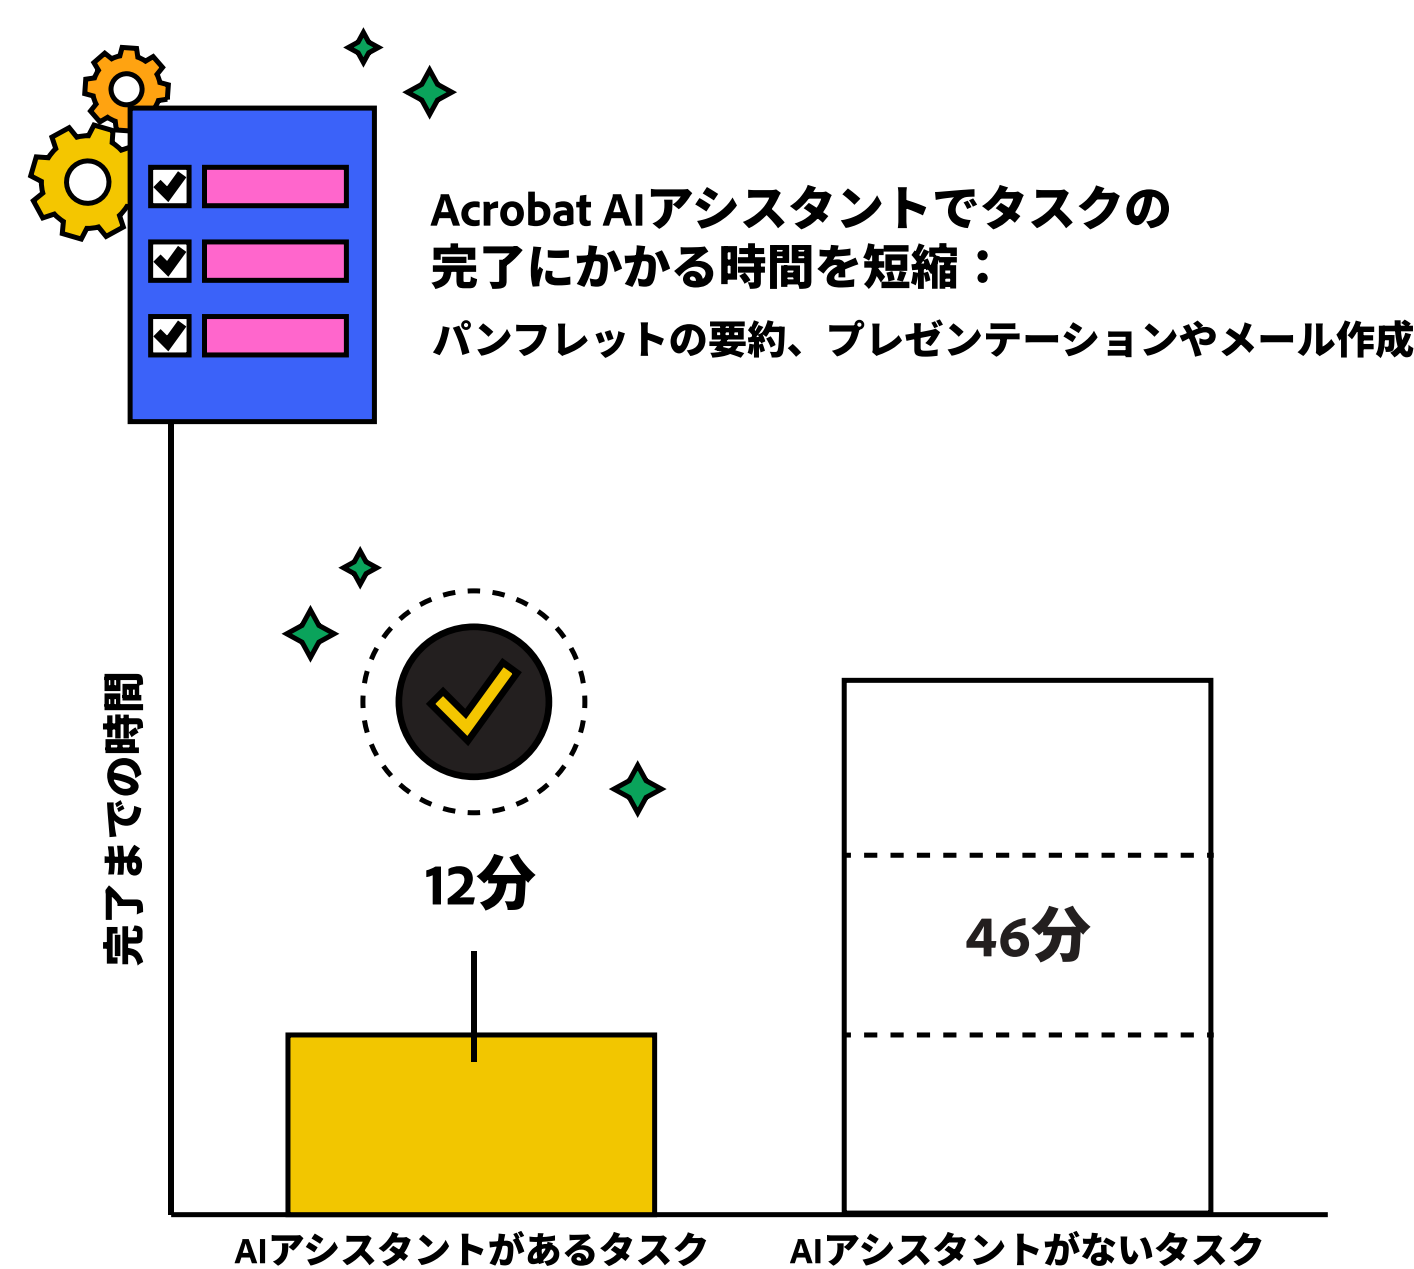 Acrobat AIアシスタントでタスクの
完了にかかる時間を短縮：
パンフレットの要約、プレゼンテーションやメール作成
完了までの時間
12分
46分
AIアシスタントがあるタスク
AIアシスタントがないタスク